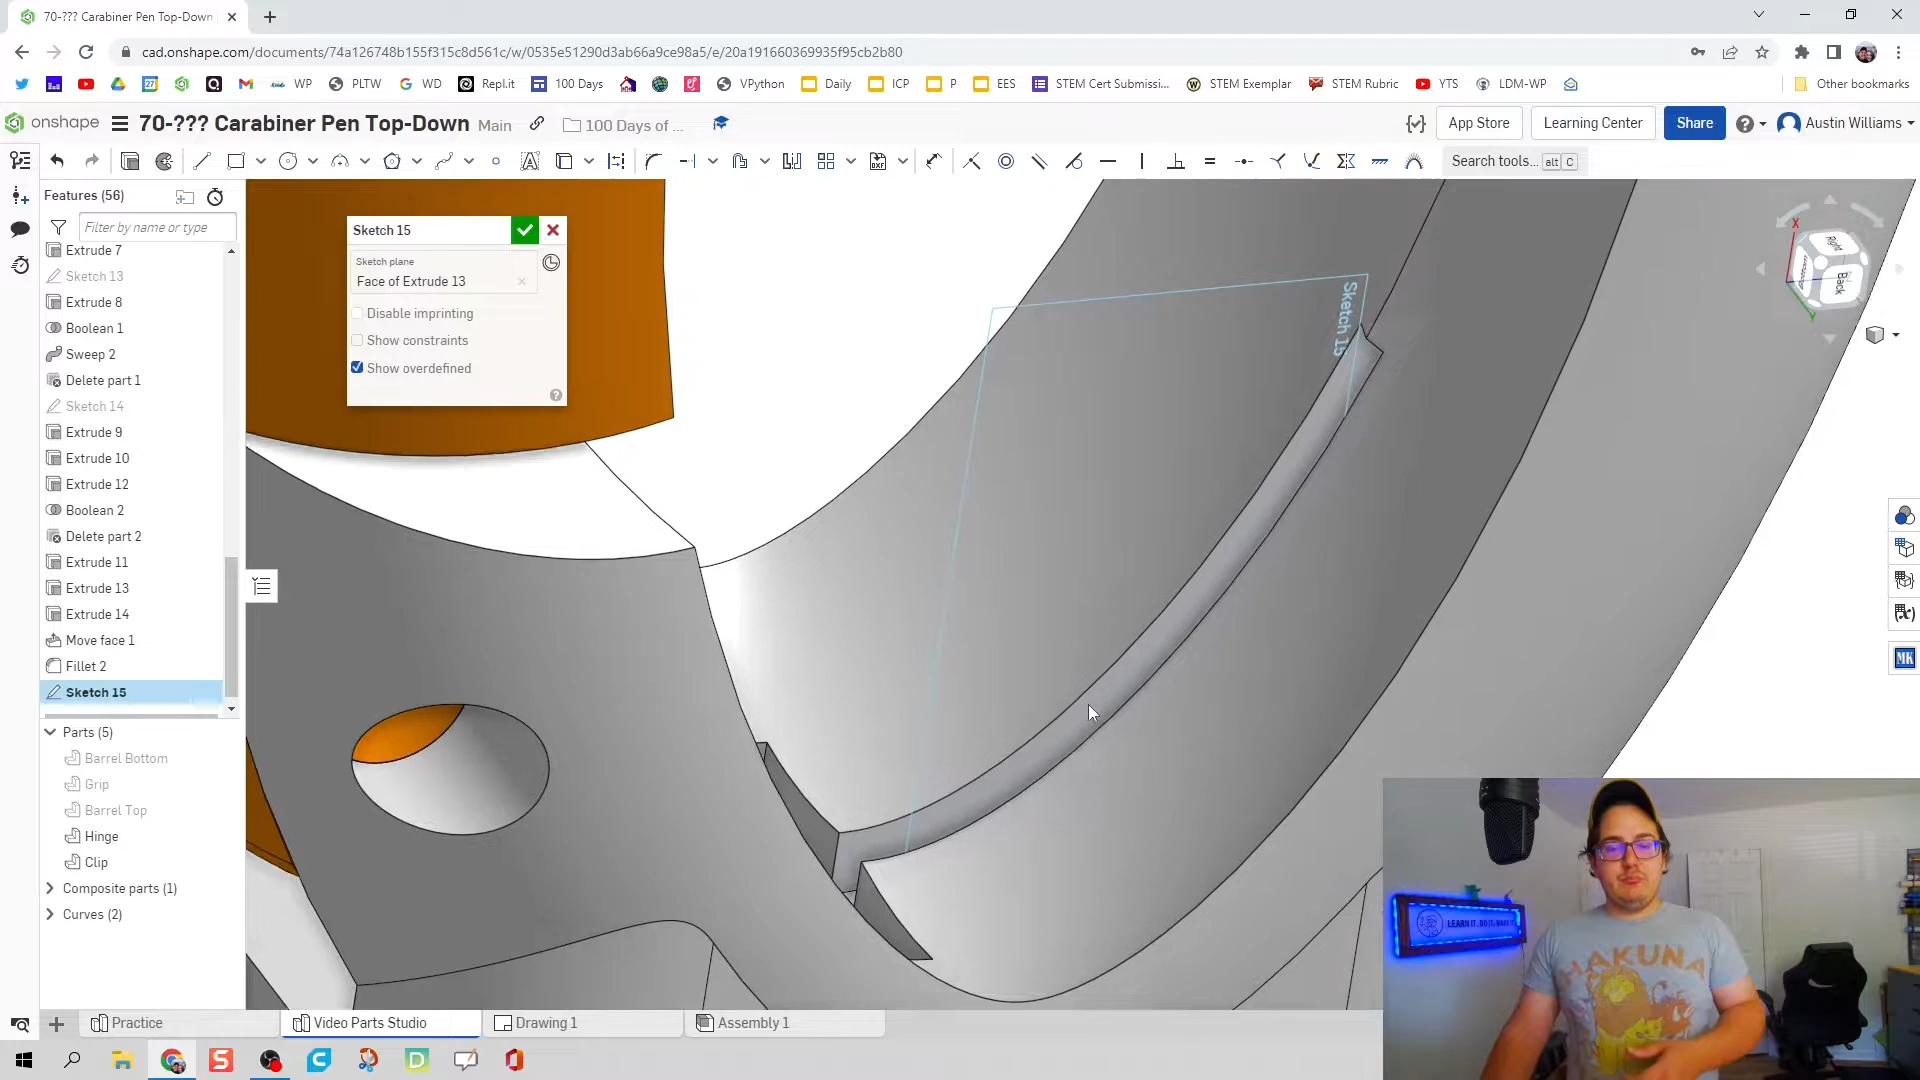 70-??? Carabiner Pen Top-Down
cad.onshape.com/documents/74a126748b155f315c8d561c/w/0535e51290d3ab66a9ce98a5/e/20a191660369935f95cb2b80
WP
PLTW
WD
Repl.it
100 Days
VPython
Daily
ICP
P
EES
STEM Cert Submissi...
STEM Exemplar
STEM Rubric
YTS
LDM-WP
Other bookmarks
onshape
70-??? Carabiner Pen Top-Down
Main
100 Days of ...
App Store
Learning Center
Share
Austin Williams
Search tools... alt C
Features (56)
Filter by name or type
Extrude 7
Sketch 13
Extrude 8
Boolean 1
Sweep 2
Delete part 1
Sketch 14
Extrude 9
Extrude 10
Extrude 12
Boolean 2
Delete part 2
Extrude 11
Extrude 13
Extrude 14
Move face 1
Fillet 2
Sketch 15
Parts (5)
Barrel Bottom
Grip
Barrel Top
Hinge
Clip
Composite parts (1)
Curves (2)
Sketch 15
Sketch plane
Face of Extrude 13
Disable imprinting
Show constraints
Show overdefined
Sketch 15
X
Y
Right
Back
MK
LEARN IT. DO IT.
HAKUNA
Practice
Video Parts Studio
Drawing 1
Assembly 1